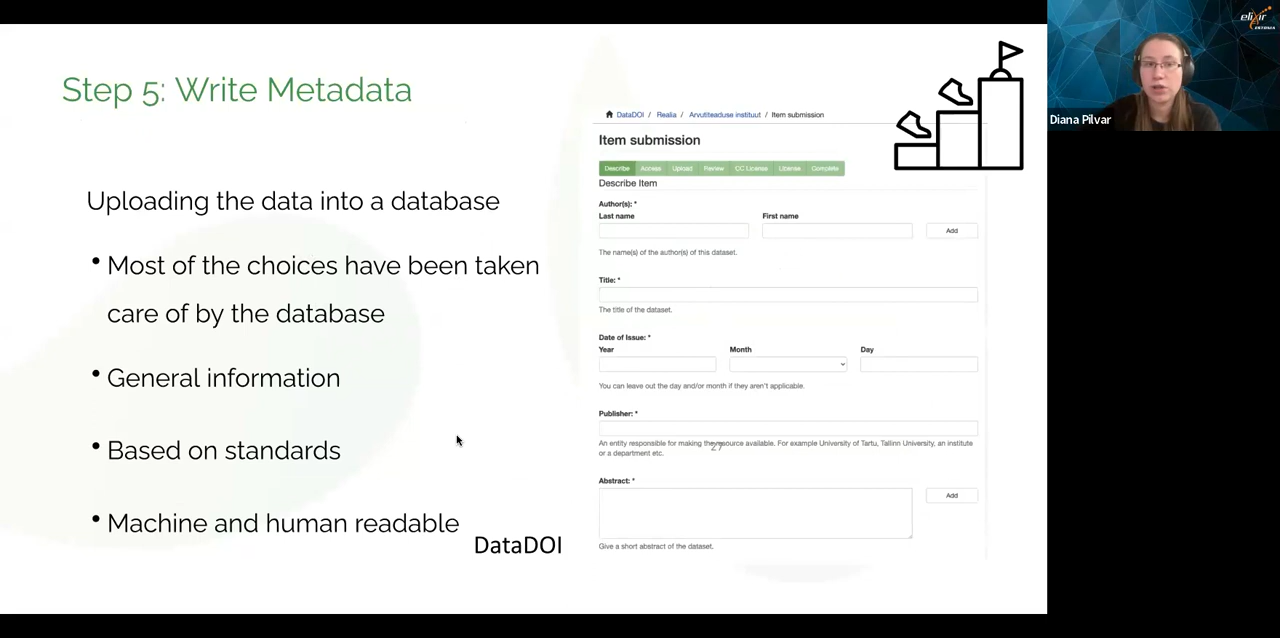 Step 5: Write Metadata
Uploading the data into a database
• Most of the choices have been taken
care of by the database
• General information
• Based on standards
• Machine and human readable
DataDOI
DataDOI / Realia / Arvutiteaduse instituut / Item submission
Item submission
Describe Access Upload Review CC License License Complete
Describe Item
Author(s): *
Last name First name
Add
The name(s) of the author(s) of this dataset.
Title: *
The title of the dataset.
Date of Issue: *
Year Month Day
You can leave out the day and/or month if they aren't applicable.
Publisher: *
An entity responsible for making the resource available. For example University of Tartu, Tallinn University, an institute
or a department etc.
27
Abstract: *
Add
Give a short abstract of the dataset.
elixir
ESTONIA
Diana Pilvar